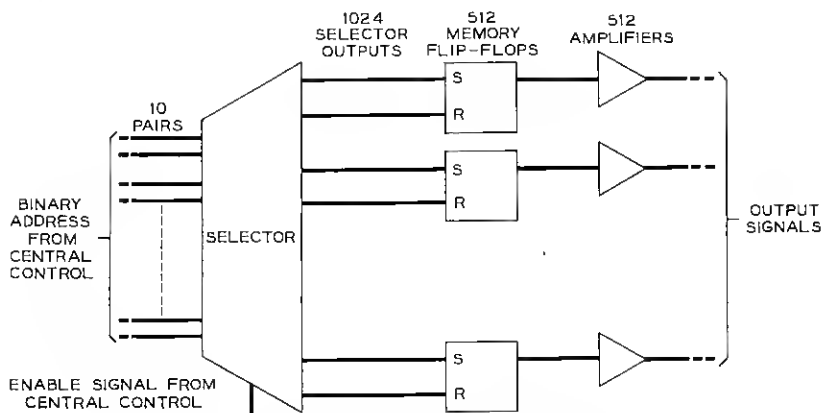 1024
SELECTOR
OUTPUTS
512
MEMORY
FLIP-FLOPS
512
AMPLIFIERS
10
PAIRS
S
R
S
R
BINARY
ADDRESS
FROM
CENTRAL
CONTROL
SELECTOR
OUTPUT
SIGNALS
S
R
ENABLE SIGNAL FROM
CENTRAL CONTROL